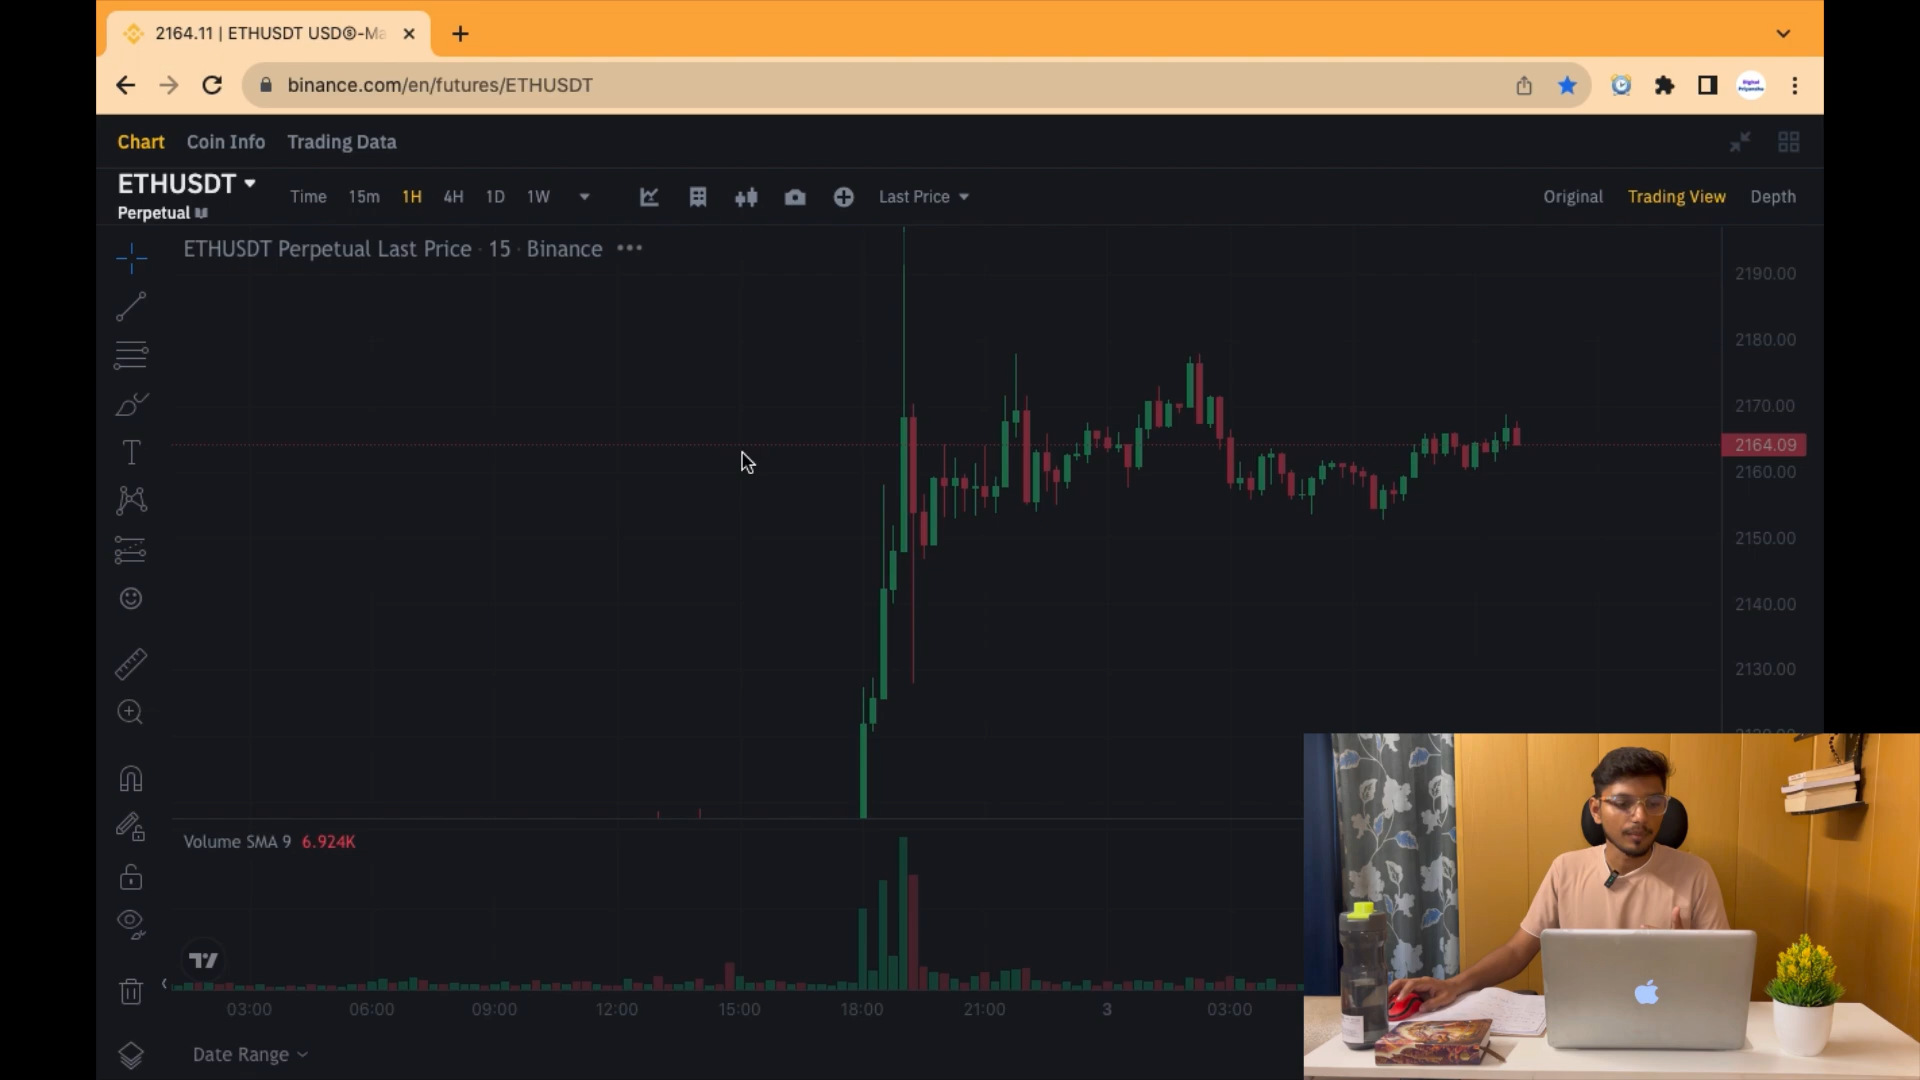 2164.11 | ETHUSDT USDⓈ-Ma
binance.com/en/futures/ETHUSDT
Digital
Priyanshu
Chart Coin Info Trading Data
ETHUSDT
Perpetual
Time 15m 1H 4H 1D 1W Last Price Original Trading View Depth
ETHUSDT Perpetual Last Price · 15 · Binance
2190.00
2180.00
2170.00
2164.09
2160.00
2150.00
2140.00
2130.00
Volume SMA 9 6.924K
03:00 06:00 09:00 12:00 15:00 18:00 21:00 3 03:00
Date Range